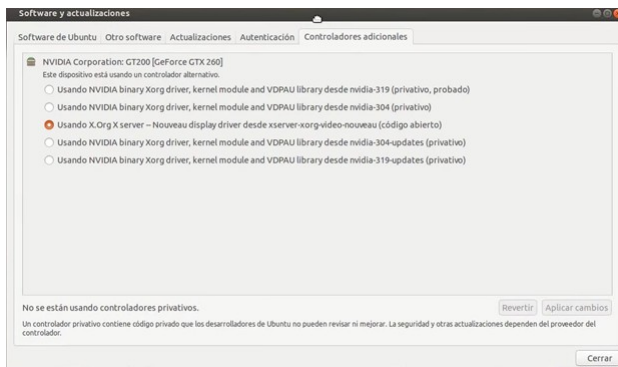 Software y actualizaciones
Software de Ubuntu Otro software Actualizaciones Autenticación Controladores adicionales
NVIDIA Corporation: GT200 [GeForce GTX 260]
Este dispositivo está usando un controlador alternativo.
Usando NVIDIA binary Xorg driver, kernel module and VDPAU library desde nvidia-319 (privativo, probado)
Usando NVIDIA binary Xorg driver, kernel module and VDPAU library desde nvidia-304 (privativo)
Usando X.Org X server – Nouveau display driver desde xserver-xorg-video-nouveau (código abierto)
Usando NVIDIA binary Xorg driver, kernel module and VDPAU library desde nvidia-304-updates (privativo)
Usando NVIDIA binary Xorg driver, kernel module and VDPAU library desde nvidia-319-updates (privativo)
No se están usando controladores privativos.
Revertir Aplicar cambios
Un controlador privativo contiene código privado que los desarrolladores de Ubuntu no pueden revisar ni mejorar. La seguridad y otras actualizaciones dependen del proveedor del
controlador.
Cerrar